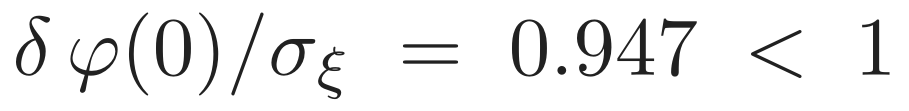 δ φ(0)/σ_ξ = 0.947 < 1